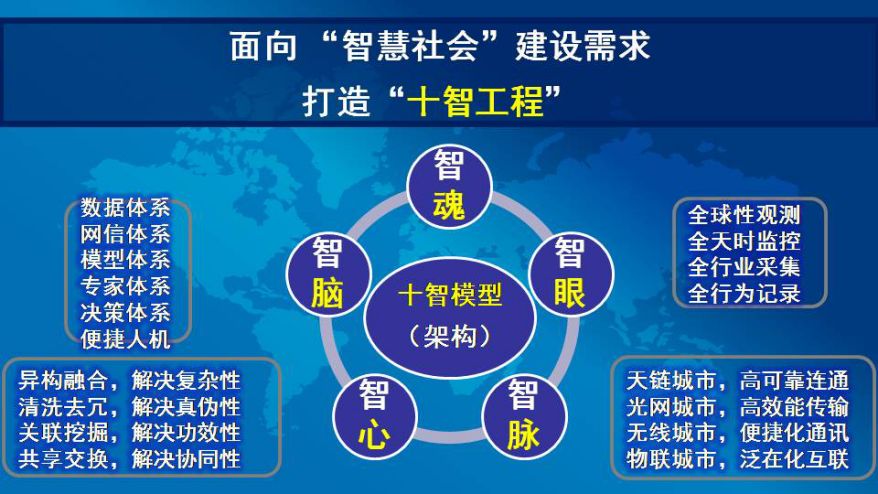 面向“智慧社会”建设需求
打造“十智工程”
智魂
数据体系
网信体系
模型体系
专家体系
决策体系
便捷人机
智脑
十智模型
（架构）
智眼
全球性观测
全天时监控
全行业采集
全行为记录
异构融合，解决复杂性
清洗去冗，解决真伪性
关联挖掘，解决功效性
共享交换，解决协同性
智心
智脉
天链城市，高可靠连通
光网城市，高效能传输
无线城市，便捷化通讯
物联城市，泛在化互联